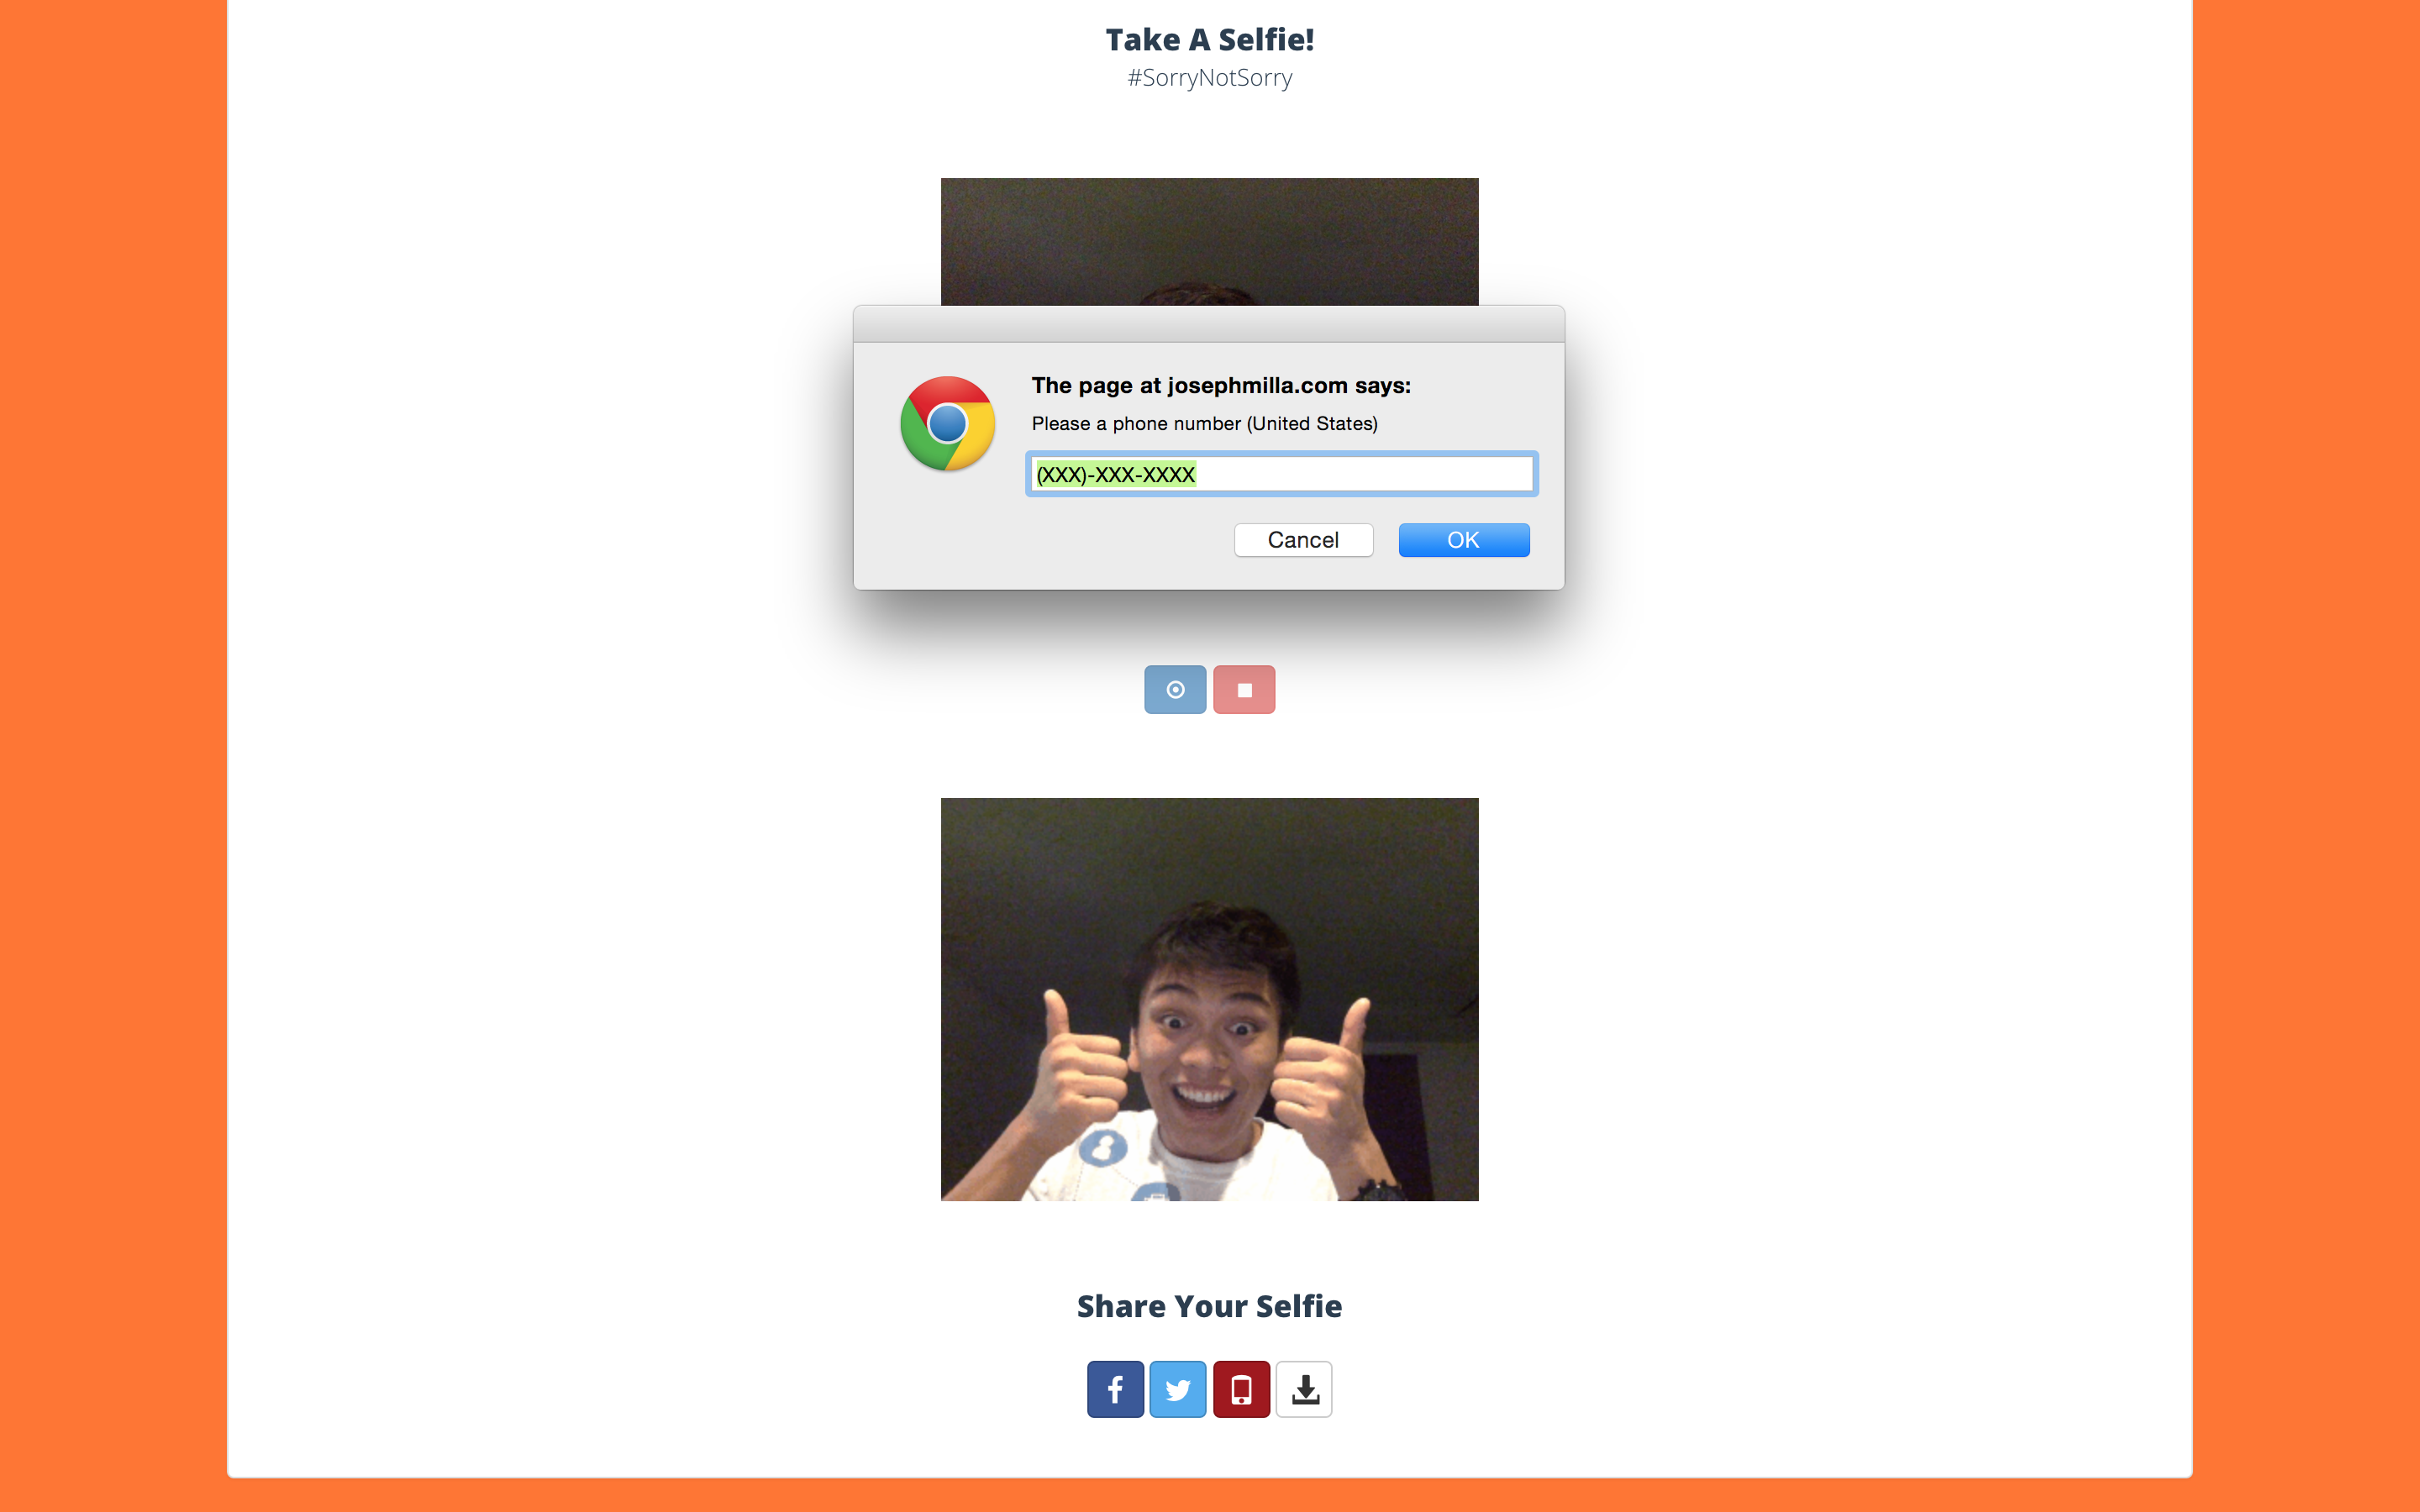 Take A Selfie!
#SorryNotSorry
The page at josephmilla.com says:
Please a phone number (United States)
(XXX)-XXX-XXXX
Cancel
OK
Share Your Selfie